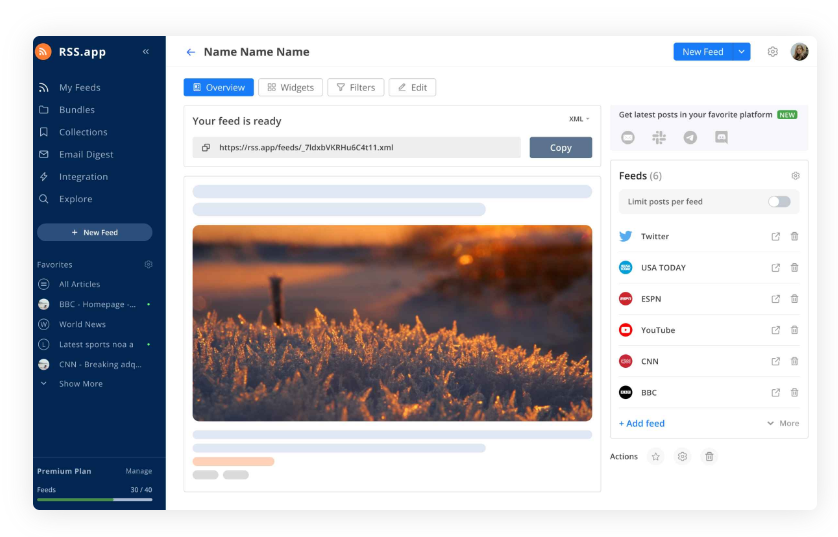 RSS.app
«
My Feeds
Bundles
Collections
Email Digest
Integration
Explore
+ New Feed
Favorites
All Articles
BBC - Homepage -...
W World News
L Latest sports noa a
CNN - Breaking adq...
Show More
Premium Plan Manage
Feeds 30 / 40
← Name Name Name
New Feed
Overview
Widgets
Filters
Edit
Your feed is ready
XML
https://rss.app/feeds/_7ldxbVKRHu6C4t11.xml
Copy
Get latest posts in your favorite platform NEW
Feeds (6)
Limit posts per feed
Twitter
USA TODAY
ESPN
YouTube
CNN
BBC
+ Add feed
More
Actions